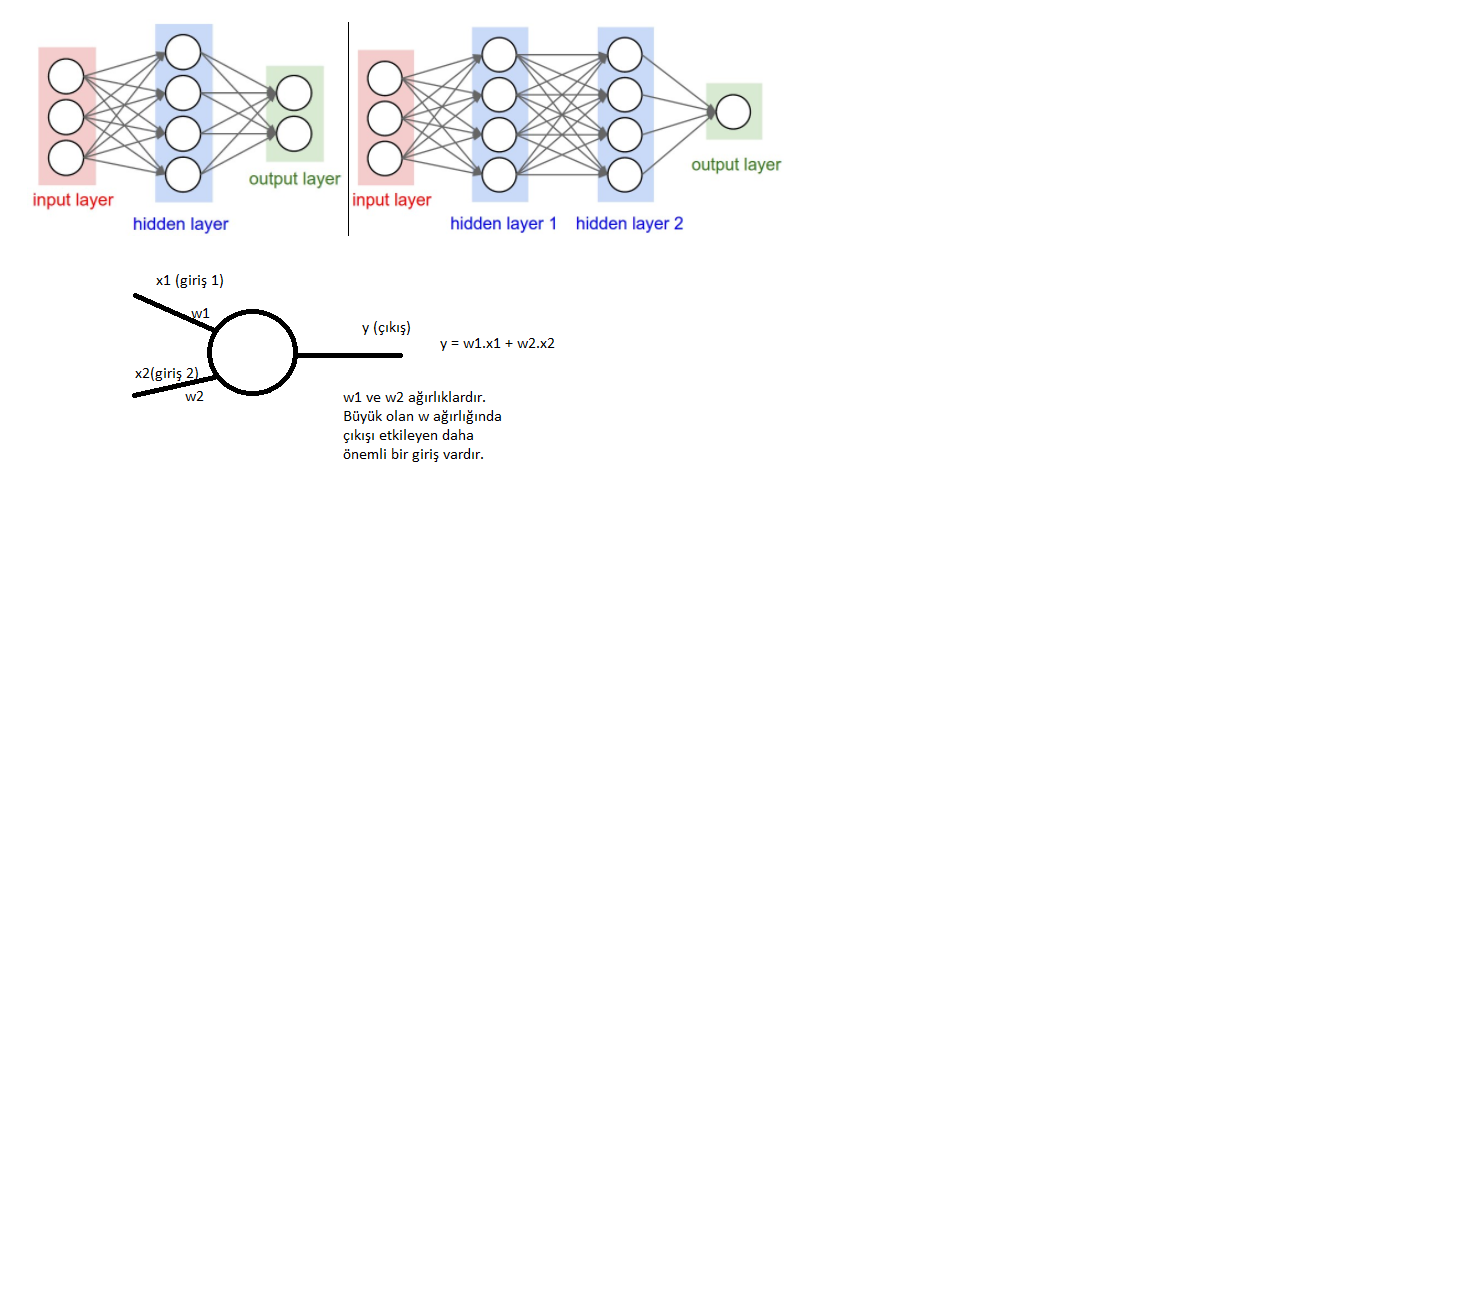 input layer
hidden layer
output layer
input layer
hidden layer 1
hidden layer 2
output layer
x1 (giriş 1)
w1
x2(giriş 2)
w2
y (çıkış)
y = w1.x1 + w2.x2
w1 ve w2 ağırlıklardır.
Büyük olan w ağırlığında
çıkışı etkileyen daha
önemli bir giriş vardır.